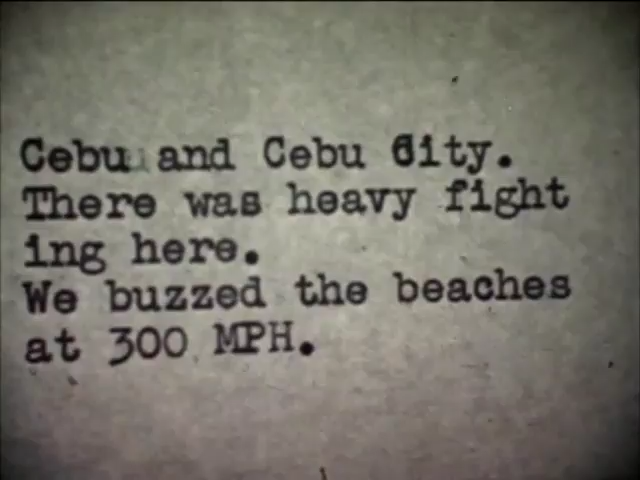 Cebu and Cebu City.
There was heavy fight
ing here.
We buzzed the beaches
at 300 MPH.